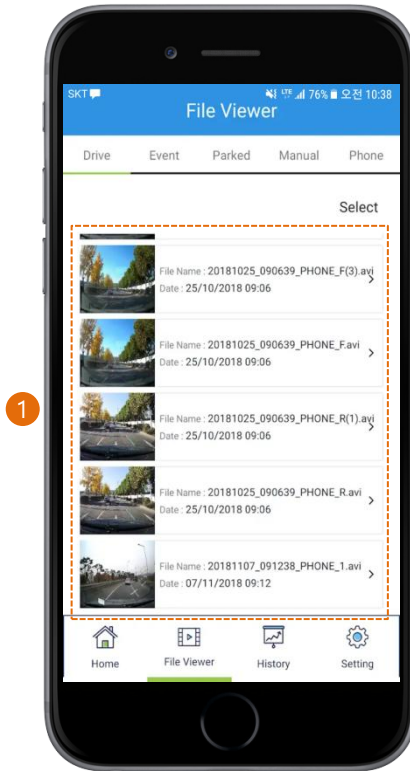 SKT LTE 76% 오전 10:38
File Viewer
Drive Event Parked Manual Phone
Select
File Name : 20181025_090639_PHONE_F(3).avi
Date : 25/10/2018 09:06
File Name : 20181025_090639_PHONE_F.avi
Date : 25/10/2018 09:06
1
File Name : 20181025_090639_PHONE_R(1).avi
Date : 25/10/2018 09:06
File Name : 20181025_090639_PHONE_R.avi
Date : 25/10/2018 09:06
File Name : 20181107_091238_PHONE_1.avi
Date : 07/11/2018 09:12
Home File Viewer History Setting